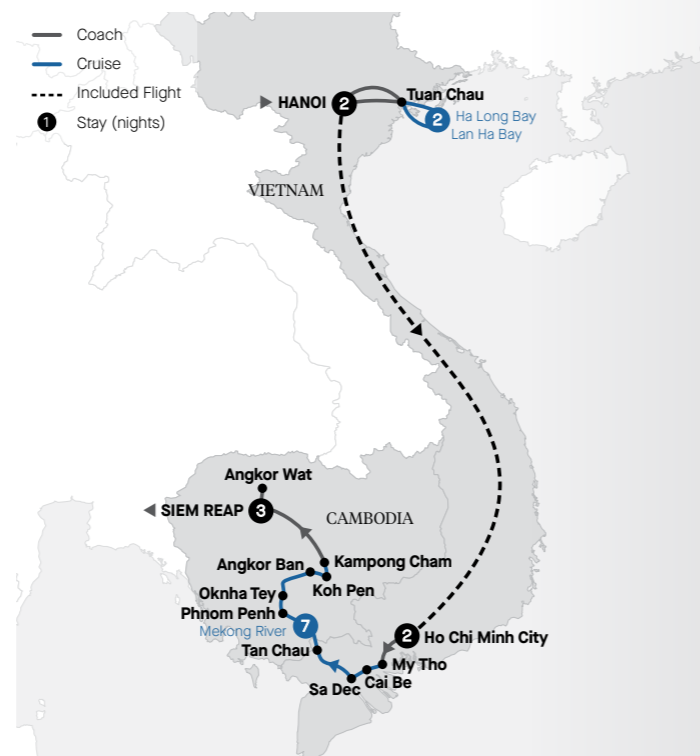 Coach
Cruise
Included Flight
1 Stay (nights)
HANOI 2
Tuan Chau
2 Ha Long Bay
Lan Ha Bay
VIETNAM
Angkor Wat
SIEM REAP 3
CAMBODIA
Angkor Ban
Kampong Cham
Koh Pen
Oknha Tey
Phnom Penh
Mekong River 7
2 Ho Chi Minh City
Tan Chau
My Tho
Cai Be
Sa Dec